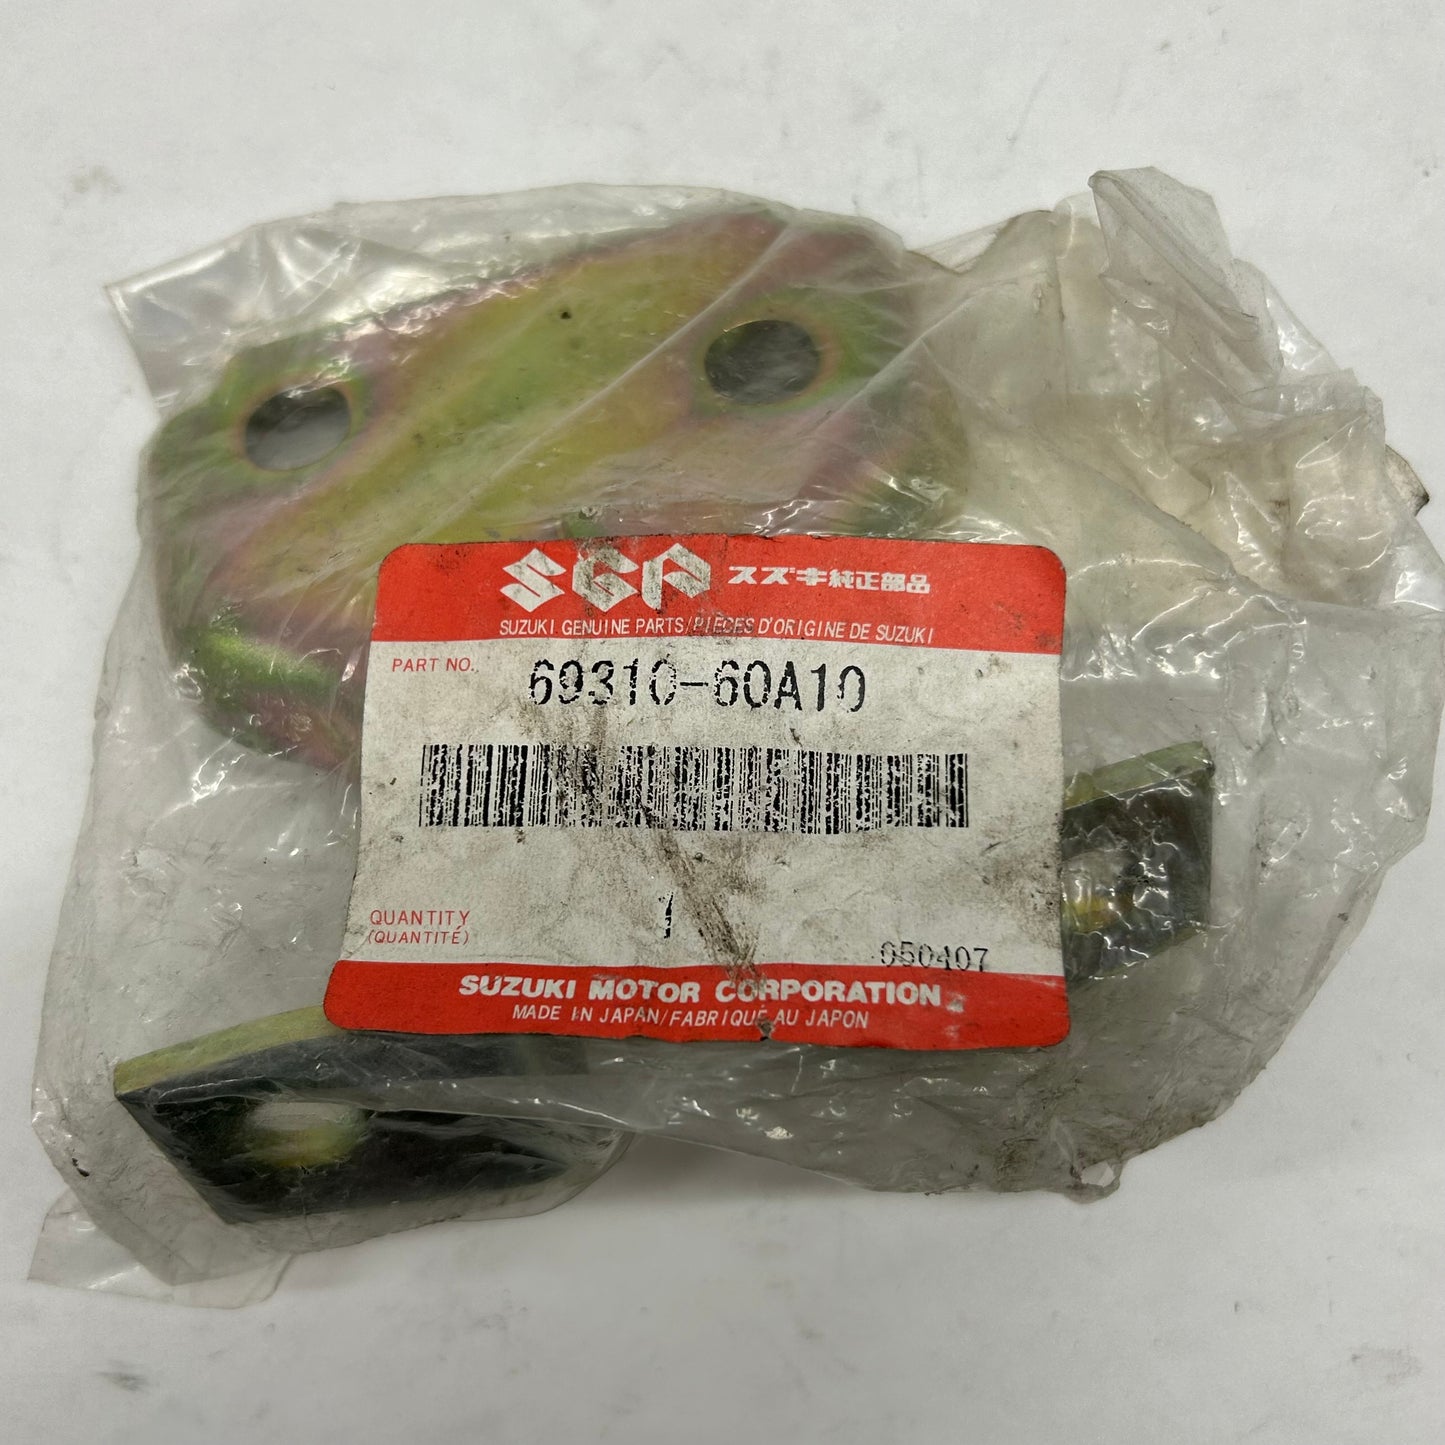 SGP スズキ純正部品
SUZUKI GENUINE PARTS/PIECES D'ORIGINE DE SUZUKI
PART NO. 69310-60A10
QUANTITY 1
(QUANTITÉ)
050407
SUZUKI MOTOR CORPORATION
MADE IN JAPAN/FABRIQUÉ AU JAPON